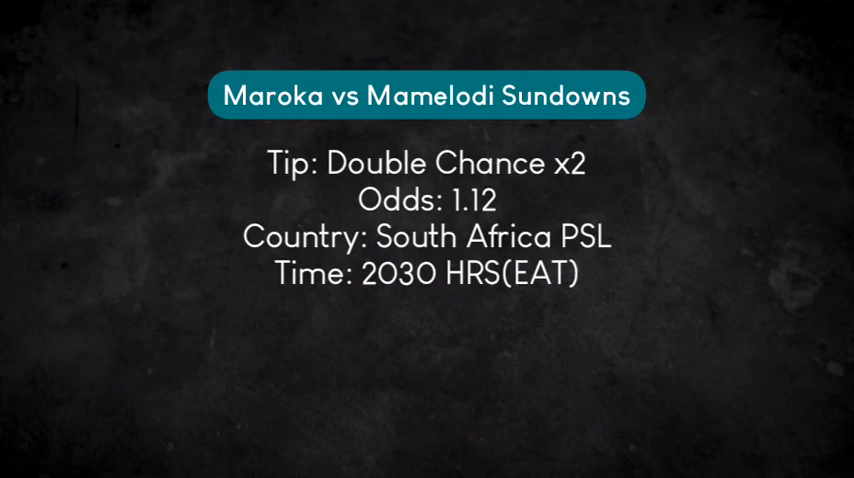 Maroka vs Mamelodi Sundowns
Tip: Double Chance x2
Odds: 1.12
Country: South Africa PSL
Time: 2030 HRS(EAT)